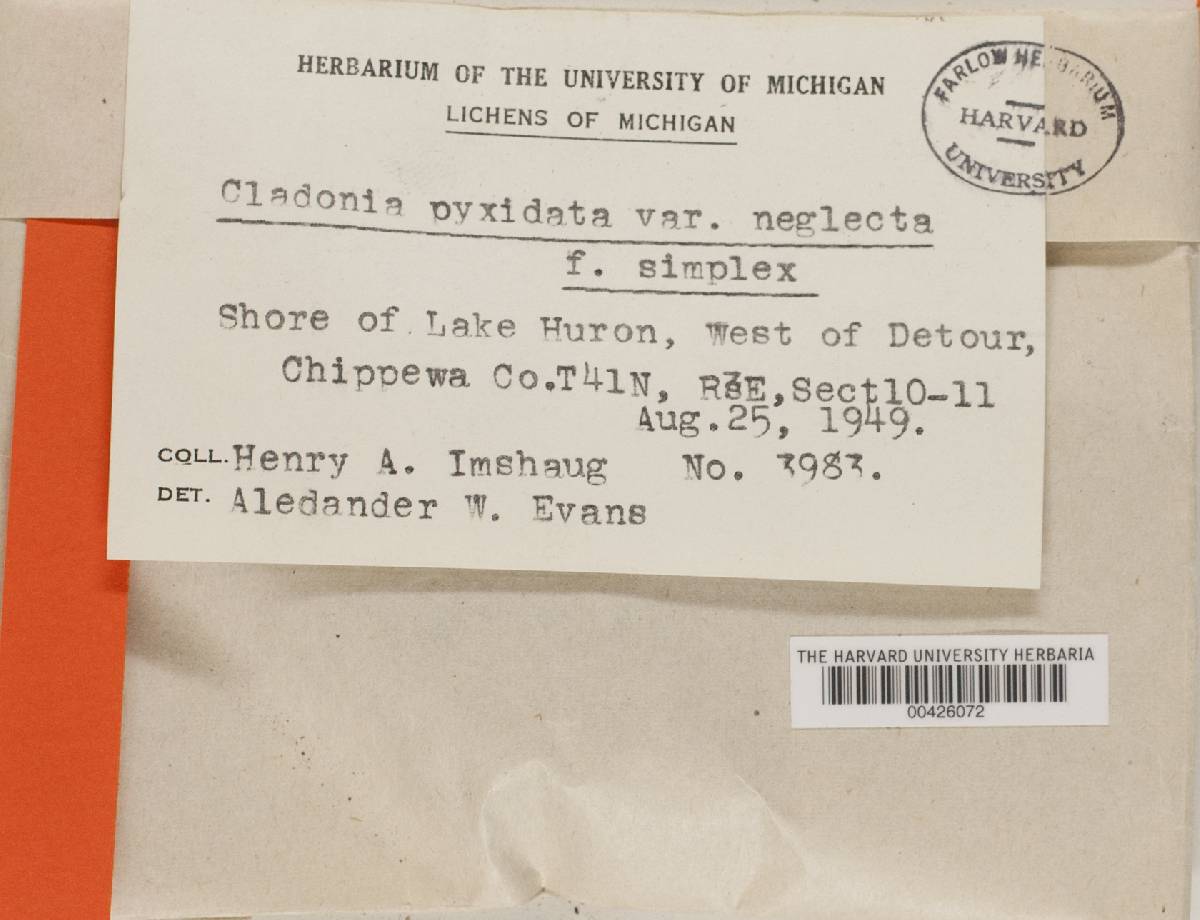 HERBARIUM OF THE UNIVERSITY OF MICHIGAN
LICHENS OF MICHIGAN
FARLOW HERBARIUM
HARVARD
UNIVERSITY
Cladonia pyxidata var. neglecta
f. simplex
Shore of Lake Huron, West of Detour,
Chippewa Co.T41N, R3E,Sect10-11
Aug.25, 1949.
COLL. Henry A. Imshaug No. 3983.
DET. Aledander W. Evans
THE HARVARD UNIVERSITY HERBARIA
00426072